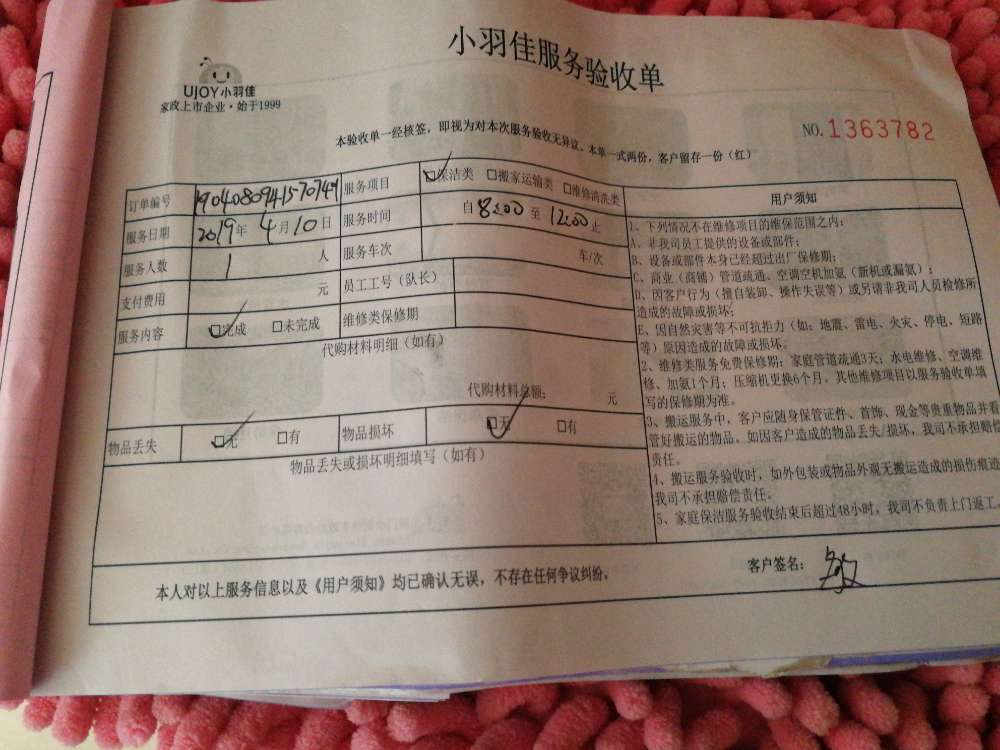 小羽佳服务验收单
UJOY小羽佳
家政上市企业·始于1999
NO.1363782
本验收单一经核签，即视为对本次服务验收无异议。本单一式两份，客户留存一份（红）
订单编号 服务项目 ☑保洁类 □搬家运输类 □维修清洗类
服务日期 2019年 4月10日 服务时间 自 8:00 至 12:00 止
服务人数 1 人 服务车次 车/次
支付费用 元 员工工号（队长）
服务内容 ☑完成 □未完成 维修类保修期
代购材料明细（如有）
代购材料总额： 元
物品丢失 ☑无 □有 物品损坏 ☑无 □有
物品丢失或损坏明细填写（如有）
用户须知
1、下列情况不在维修项目的维保范围之内：
A、非我司员工提供的设备或部件；
B、设备或部件本身已经超过出厂保修期；
C、商业（商铺）管道疏通、空调空机加氨（新机或漏氨）；
D、因客户行为（擅自装卸、操作失误等）或另请非我司人员检修所
造成的故障或损坏；
E、因自然灾害等不可抗拒力（如：地震、雷电、火灾、停电、短路
等）原因造成的故障或损坏。
2、维修类服务免费保修期：家庭管道疏通3天；水电维修、空调维
修、加氨1个月；压缩机更换6个月，其他维修项目以服务验收单填
写的保修期为准。
3、搬运服务中，客户应随身保管证件、首饰、现金等贵重物品并看
管好搬运的物品。如因客户造成的物品丢失/损坏，我司不承担赔偿
责任。
4、搬运服务验收时，如外包装或物品外观无搬运造成的损伤痕迹
我司不承担赔偿责任。
5、家庭保洁服务验收结束后超过48小时，我司不负责上门返工。
本人对以上服务信息以及《用户须知》均已确认无误，不存在任何争议纠纷。
客户签名：